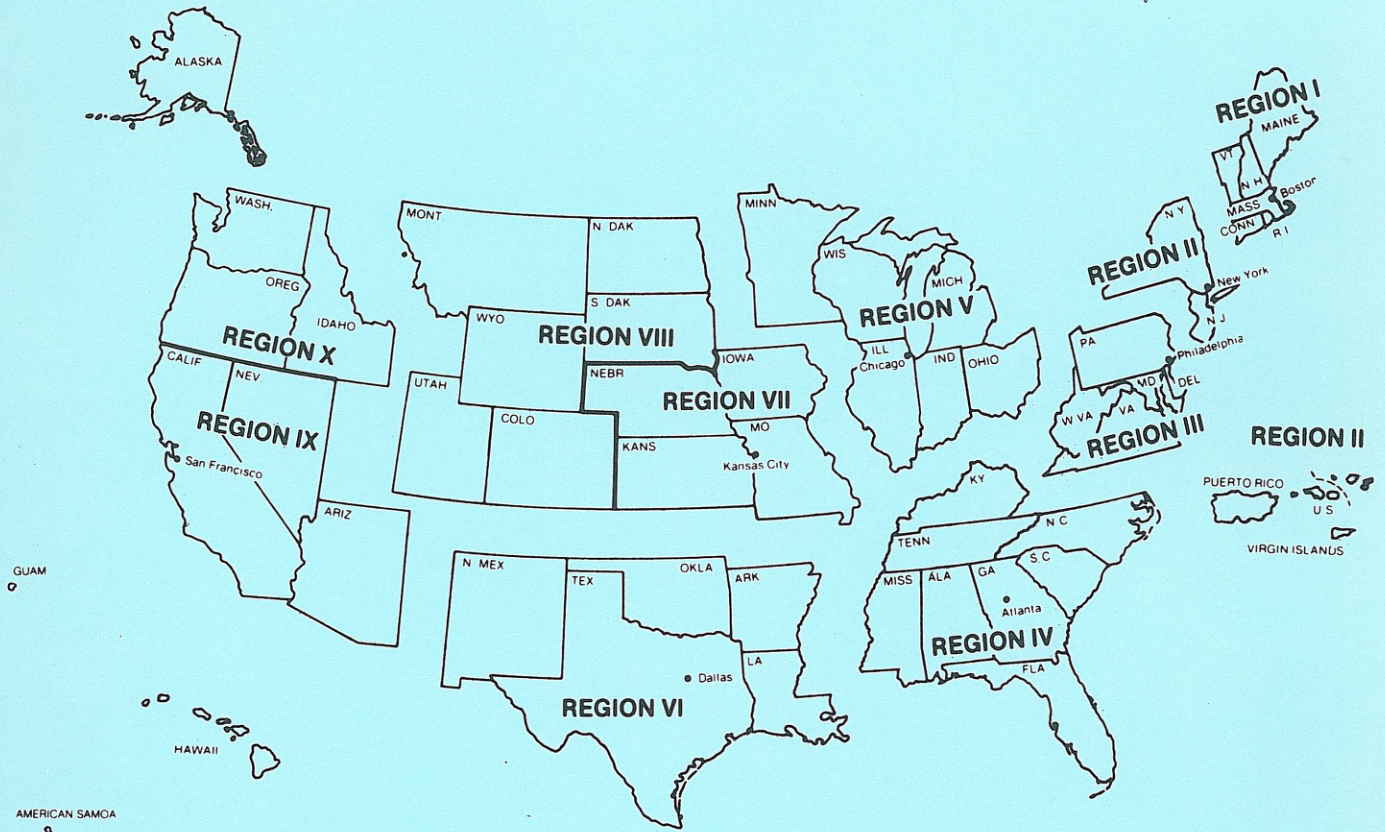 ALASKA
REGION I
MAINE
VT
N H
Bostor
MASS
CONN
R I
N Y
REGION II
New York
N J
WASH.
OREG
IDAHO
REGION X
MONT
N DAK
S DAK
WYO
REGION VIII
UTAH
COLO
MINN
WIS
MICH
REGION V
ILL
Chicago
IND
OHIO
PA
Philadelphia
MD
DEL
W VA
VA
REGION III
REGION II
PUERTO RICO
U S
VIRGIN ISLANDS
CALIF
NEV.
REGION IX
San Francisco
ARIZ
NEBR
IOWA
REGION VII
KANS
MO
Kansas City
KY
TENN
N C
S. C
MISS
ALA
GA
Atlanta
REGION IV
FLA
N MEX
TEX
OKLA
ARK
LA
Dallas
REGION VI
GUAM
HAWAII
AMERICAN SAMOA